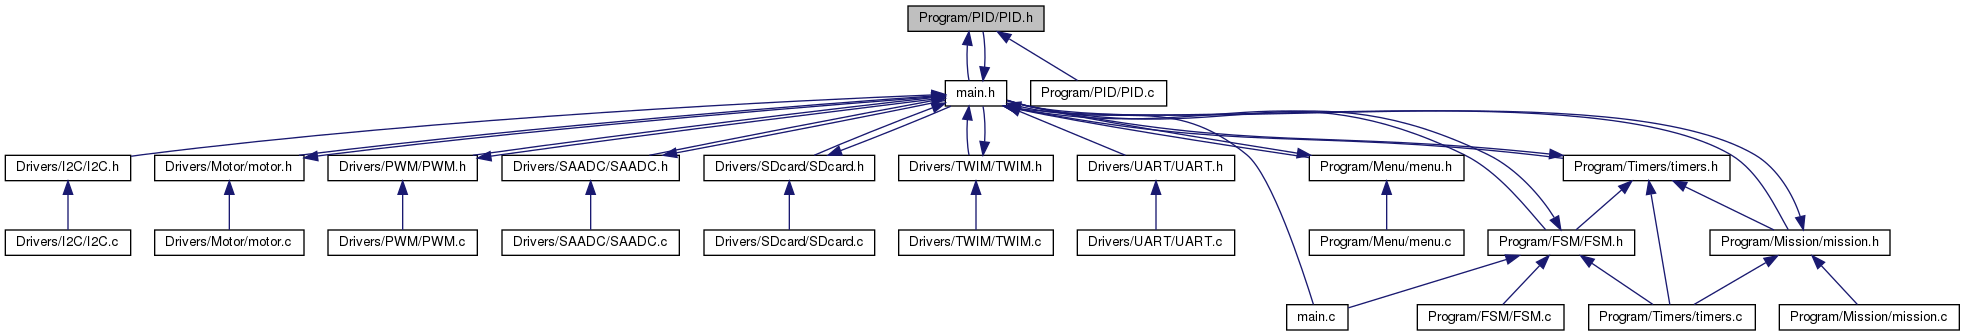 Program/PID/PID.h
main.h
Program/PID/PID.c
Drivers/I2C/I2C.h
Drivers/Motor/motor.h
Drivers/PWM/PWM.h
Drivers/SAADC/SAADC.h
Drivers/SDcard/SDcard.h
Drivers/TWIM/TWIM.h
Drivers/UART/UART.h
Program/Menu/menu.h
Program/Timers/timers.h
Drivers/I2C/I2C.c
Drivers/Motor/motor.c
Drivers/PWM/PWM.c
Drivers/SAADC/SAADC.c
Drivers/SDcard/SDcard.c
Drivers/TWIM/TWIM.c
Drivers/UART/UART.c
Program/Menu/menu.c
Program/FSM/FSM.h
Program/Mission/mission.h
main.c
Program/FSM/FSM.c
Program/Timers/timers.c
Program/Mission/mission.c